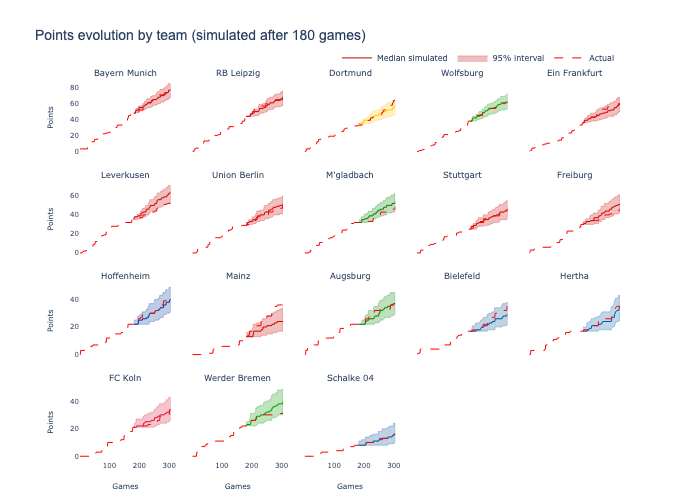 Points evolution by team (simulated after 180 games)
Median simulated 95% interval Actual
Bayern Munich RB Leipzig Dortmund Wolfsburg Ein Frankfurt
80
60
40
20
0
Points
Leverkusen Union Berlin M'gladbach Stuttgart Freiburg
60
40
20
0
Points
Hoffenheim Mainz Augsburg Bielefeld Hertha
40
20
0
Points
FC Koln Werder Bremen Schalke 04
40
20
0
Points
100 200 300 100 200 300 100 200 300
Games Games Games